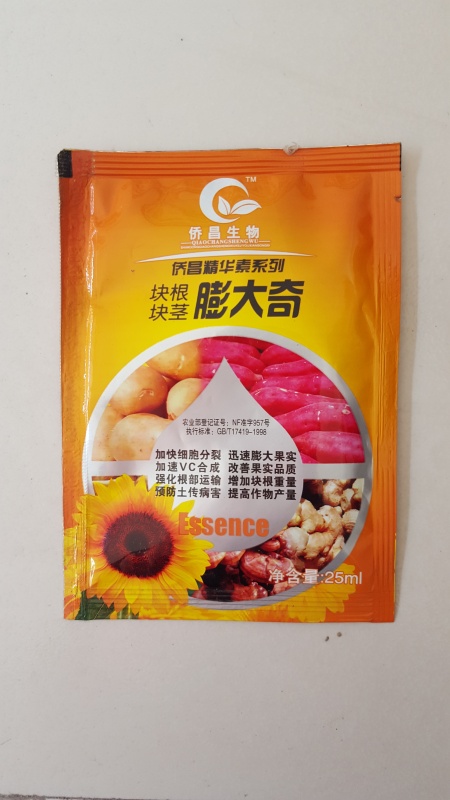 TM
侨昌生物
QIAOCHANGSHENGWU
侨昌精华素系列
块根
块茎
膨大奇
农业部登记证号：NF准字957号
执行标准：GB/T17419-1998
加快细胞分裂 迅速膨大果实
加速VC合成 改善果实品质
强化根部运输 增加块根重量
预防土传病害 提高作物产量
Essence
净含量:25ml